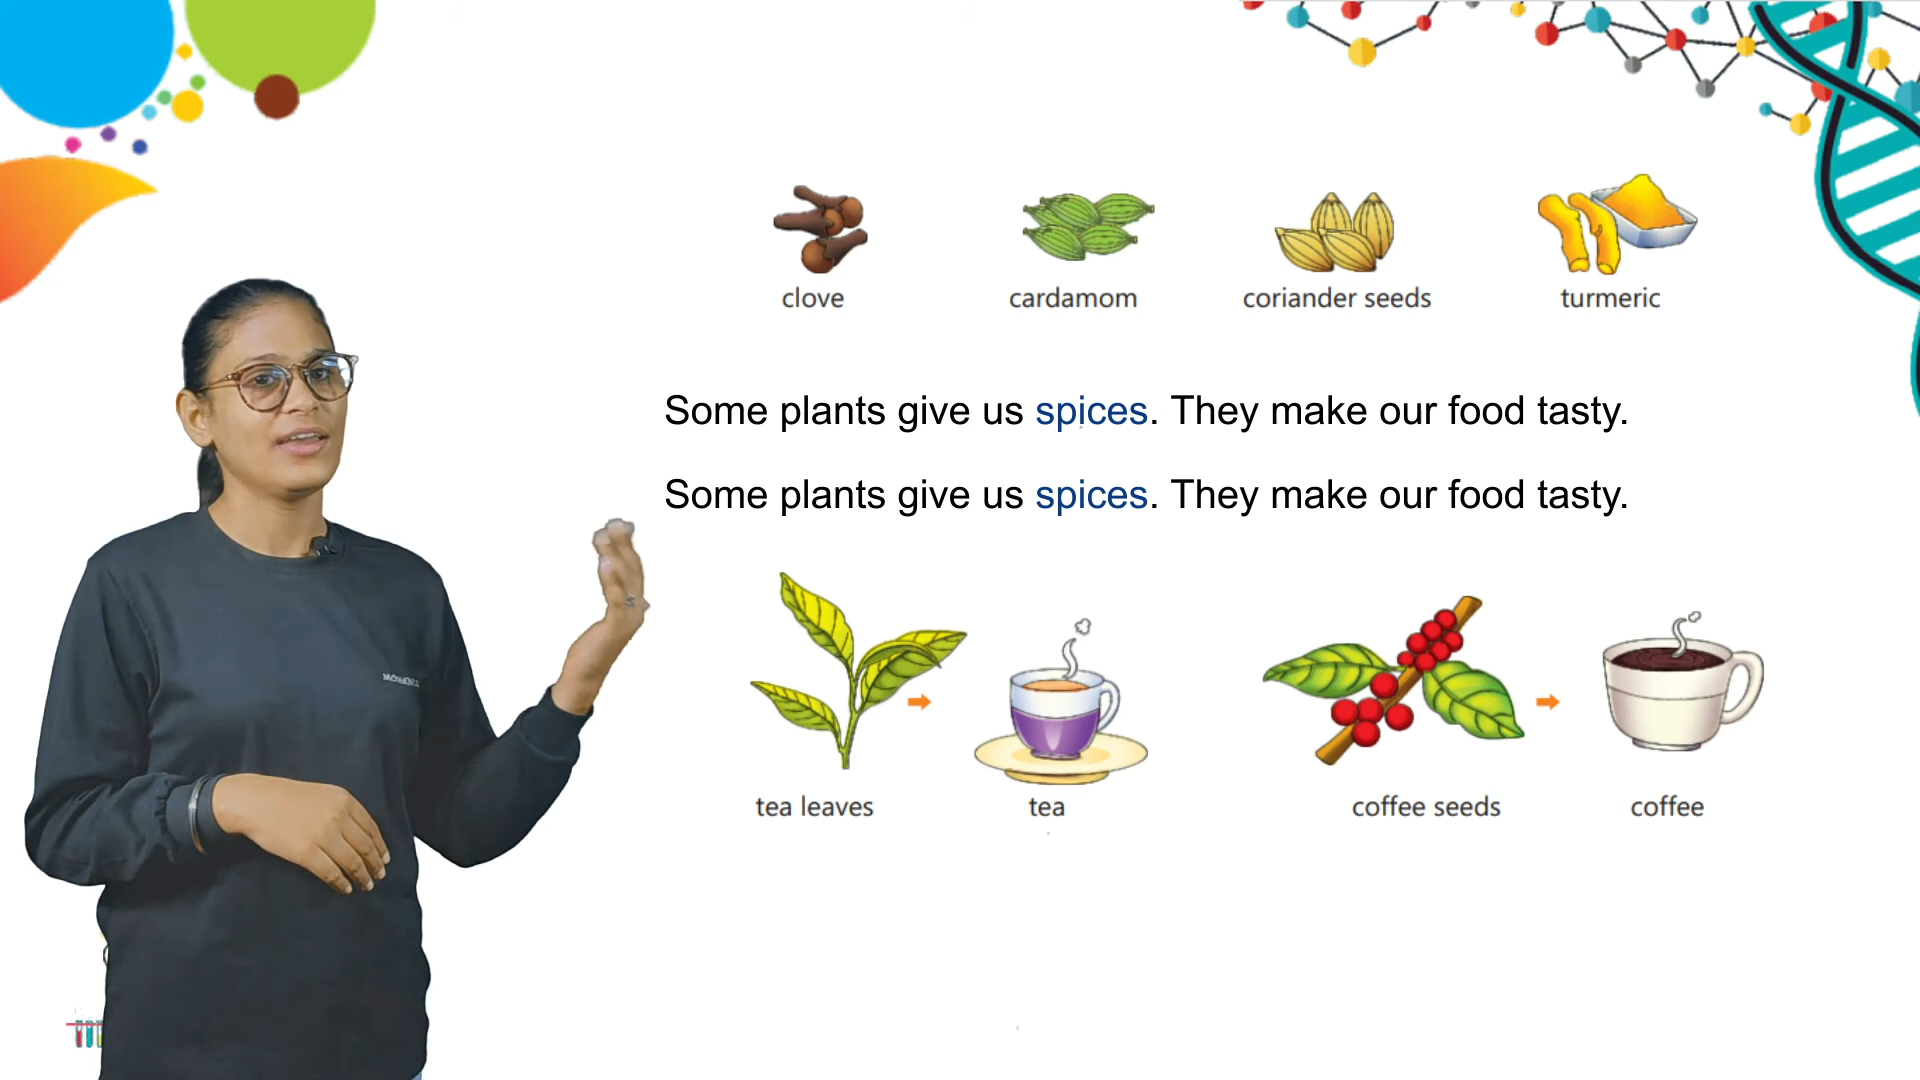 clove cardamom coriander seeds turmeric
Some plants give us spices. They make our food tasty.
Some plants give us spices. They make our food tasty.
tea leaves tea coffee seeds coffee